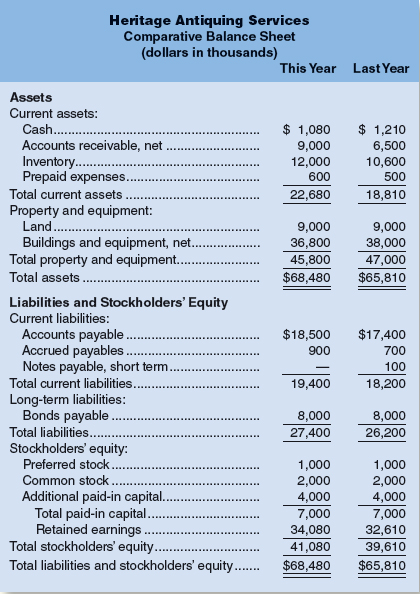 Heritage Antiquing Services
Comparative Balance Sheet
(dollars in thousands)
This Year Last Year
Assets
Current assets:
Cash $ 1,080 $ 1,210
Accounts receivable, net 9,000 6,500
Inventory 12,000 10,600
Prepaid expenses 600 500
Total current assets 22,680 18,810
Property and equipment:
Land 9,000 9,000
Buildings and equipment, net 36,800 38,000
Total property and equipment 45,800 47,000
Total assets $68,480 $65,810
Liabilities and Stockholders' Equity
Current liabilities:
Accounts payable $18,500 $17,400
Accrued payables 900 700
Notes payable, short term — 100
Total current liabilities 19,400 18,200
Long-term liabilities:
Bonds payable 8,000 8,000
Total liabilities 27,400 26,200
Stockholders' equity:
Preferred stock 1,000 1,000
Common stock 2,000 2,000
Additional paid-in capital 4,000 4,000
Total paid-in capital 7,000 7,000
Retained earnings 34,080 32,610
Total stockholders' equity 41,080 39,610
Total liabilities and stockholders' equity $68,480 $65,810